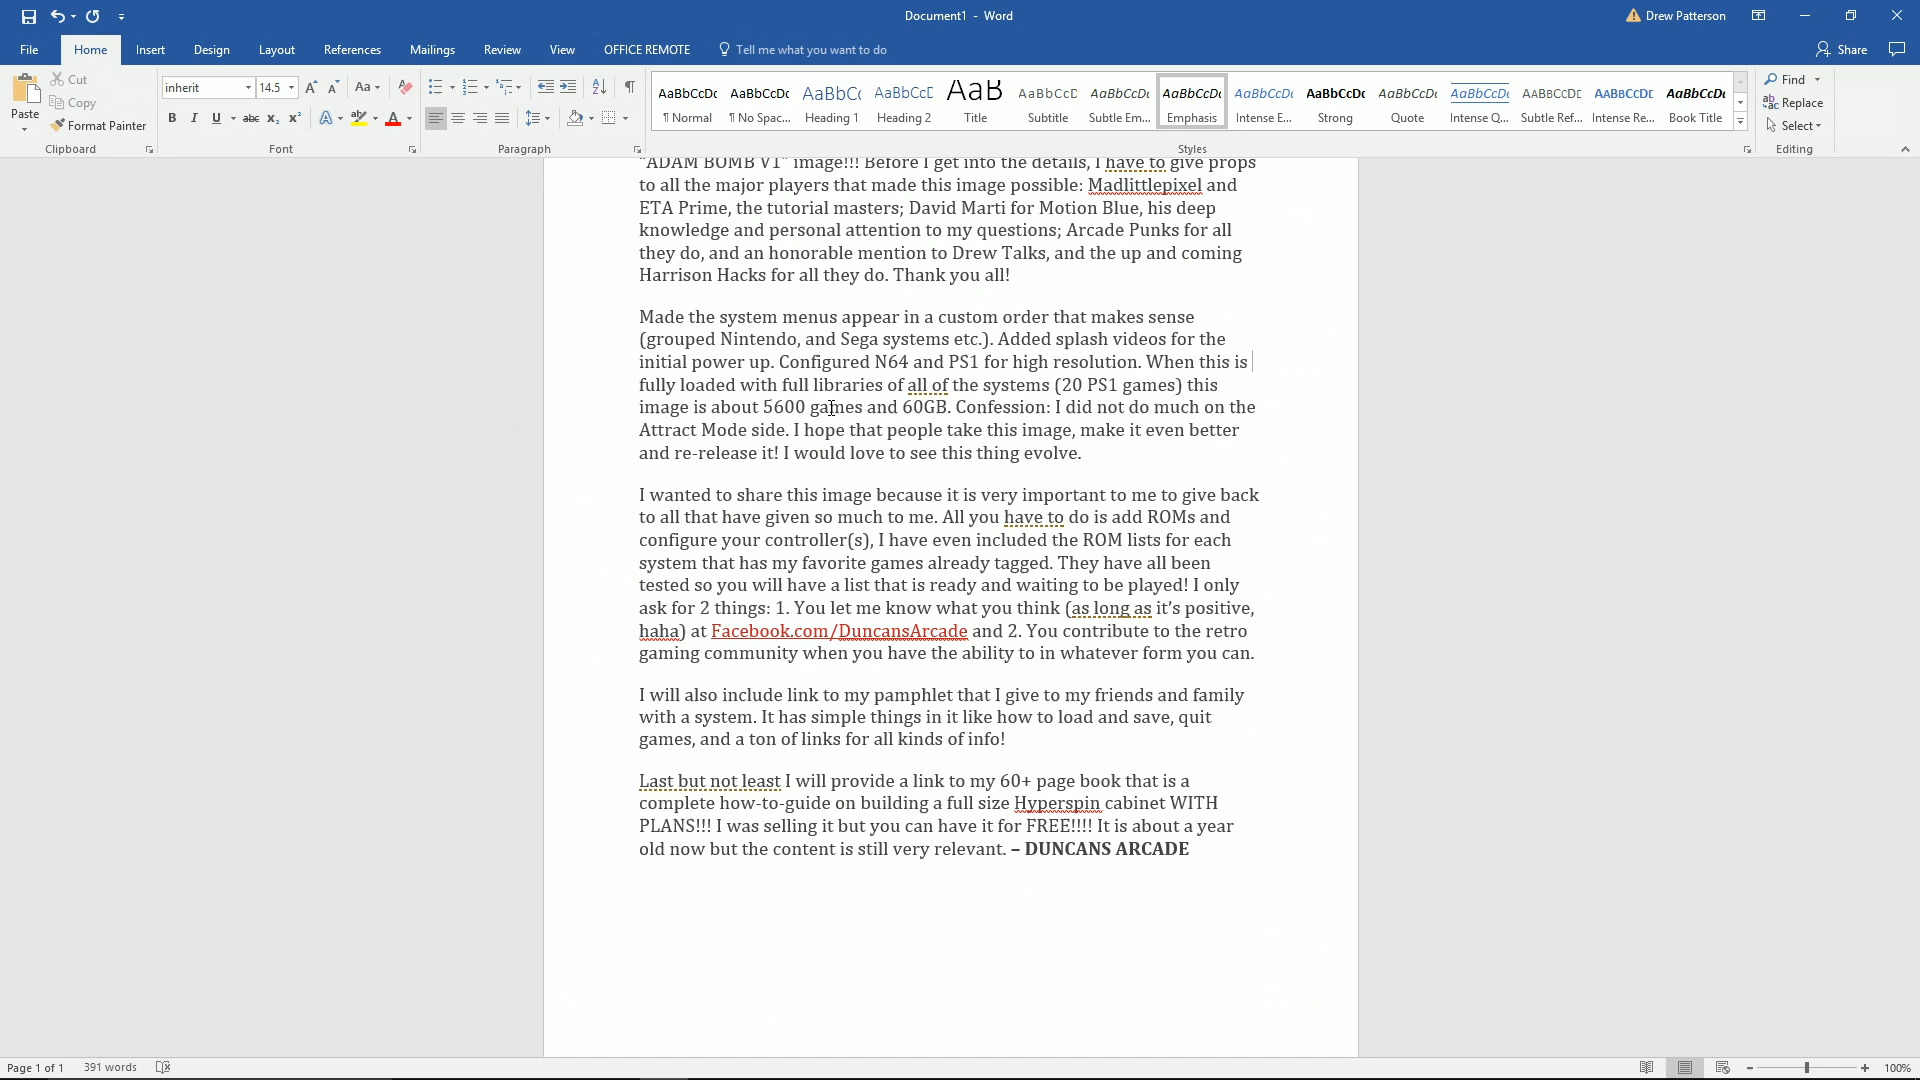 Document1 - Word
Drew Patterson
File Home Insert Design Layout References Mailings Review View OFFICE REMOTE Tell me what you want to do Share
Paste
Cut
Copy
Format Painter
Clipboard
inherit 14.5
Font
Paragraph
AaBbCcDc AaBbCcDc AaBbC AaBbCcE AaB AaBbCcD AaBbCcDc AaBbCcDc AaBbCcDc AaBbCcDc AaBbCcDc AaBbCcDc AABBCCDE AABBCCDE AaBbCcDc
¶ Normal ¶ No Spac... Heading 1 Heading 2 Title Subtitle Subtle Em... Emphasis Intense E... Strong Quote Intense Q... Subtle Ref... Intense Re... Book Title
Styles
Find
Replace
Select
Editing
"ADAM BOMB V1" image!!! Before I get into the details, I have to give props
to all the major players that made this image possible: Madlittlepixel and
ETA Prime, the tutorial masters; David Marti for Motion Blue, his deep
knowledge and personal attention to my questions; Arcade Punks for all
they do, and an honorable mention to Drew Talks, and the up and coming
Harrison Hacks for all they do. Thank you all!
Made the system menus appear in a custom order that makes sense
(grouped Nintendo, and Sega systems etc.). Added splash videos for the
initial power up. Configured N64 and PS1 for high resolution. When this is
fully loaded with full libraries of all of the systems (20 PS1 games) this
image is about 5600 games and 60GB. Confession: I did not do much on the
Attract Mode side. I hope that people take this image, make it even better
and re-release it! I would love to see this thing evolve.
I wanted to share this image because it is very important to me to give back
to all that have given so much to me. All you have to do is add ROMs and
configure your controller(s), I have even included the ROM lists for each
system that has my favorite games already tagged. They have all been
tested so you will have a list that is ready and waiting to be played! I only
ask for 2 things: 1. You let me know what you think (as long as it's positive,
haha) at Facebook.com/DuncansArcade and 2. You contribute to the retro
gaming community when you have the ability to in whatever form you can.
I will also include link to my pamphlet that I give to my friends and family
with a system. It has simple things in it like how to load and save, quit
games, and a ton of links for all kinds of info!
Last but not least I will provide a link to my 60+ page book that is a
complete how-to-guide on building a full size Hyperspin cabinet WITH
PLANS!!! I was selling it but you can have it for FREE!!!! It is about a year
old now but the content is still very relevant. – DUNCANS ARCADE
Page 1 of 1 391 words 100%